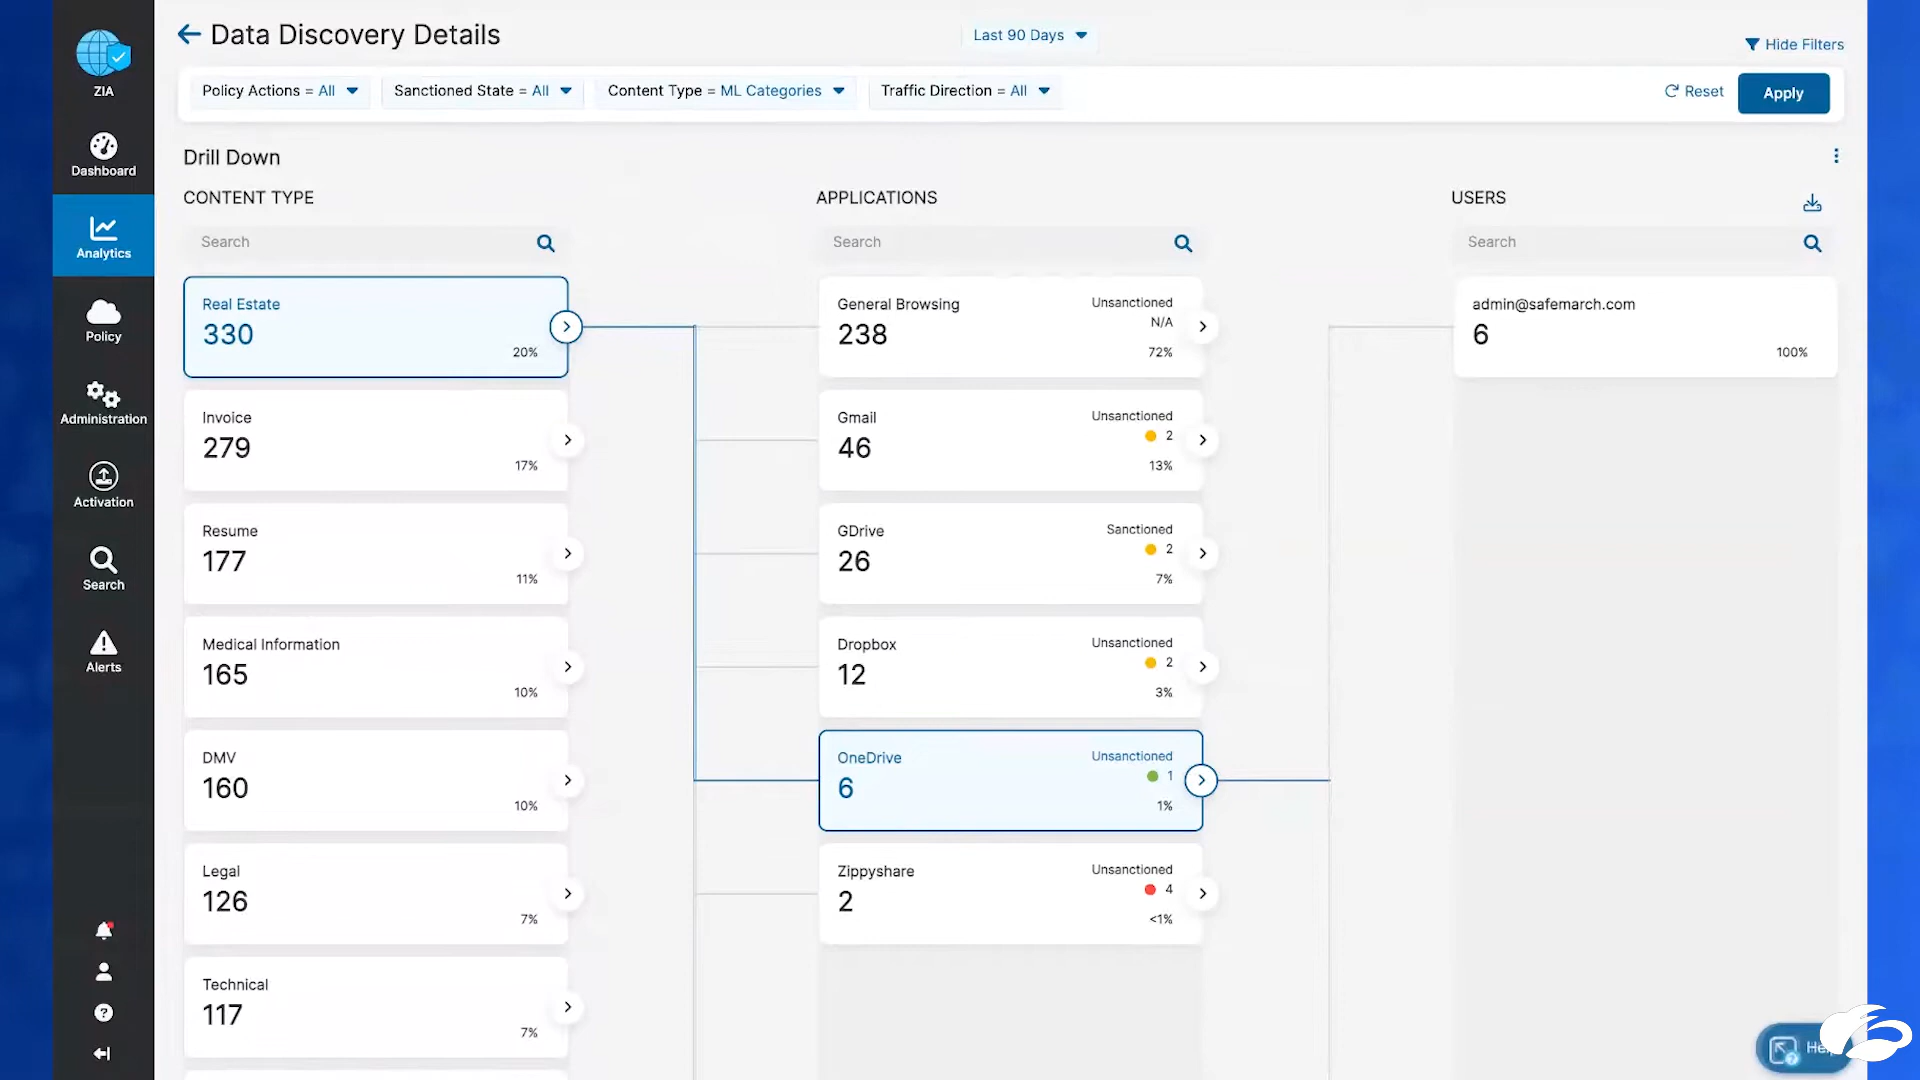 ZIA
Dashboard
Analytics
Policy
Administration
Activation
Search
Alerts
Data Discovery Details
Last 90 Days
Hide Filters
Policy Actions = All
Sanctioned State = All
Content Type = ML Categories
Traffic Direction = All
Reset
Apply
Drill Down
CONTENT TYPE
Search
Real Estate
330
20%
Invoice
279
17%
Resume
177
11%
Medical Information
165
10%
DMV
160
10%
Legal
126
7%
Technical
117
7%
APPLICATIONS
Search
General Browsing
Unsanctioned
238
N/A
72%
Gmail
Unsanctioned
46
2
13%
GDrive
Sanctioned
26
2
7%
Dropbox
Unsanctioned
12
2
3%
OneDrive
Unsanctioned
6
1
1%
Zippyshare
Unsanctioned
2
4
<1%
USERS
Search
admin@safemarch.com
6
100%